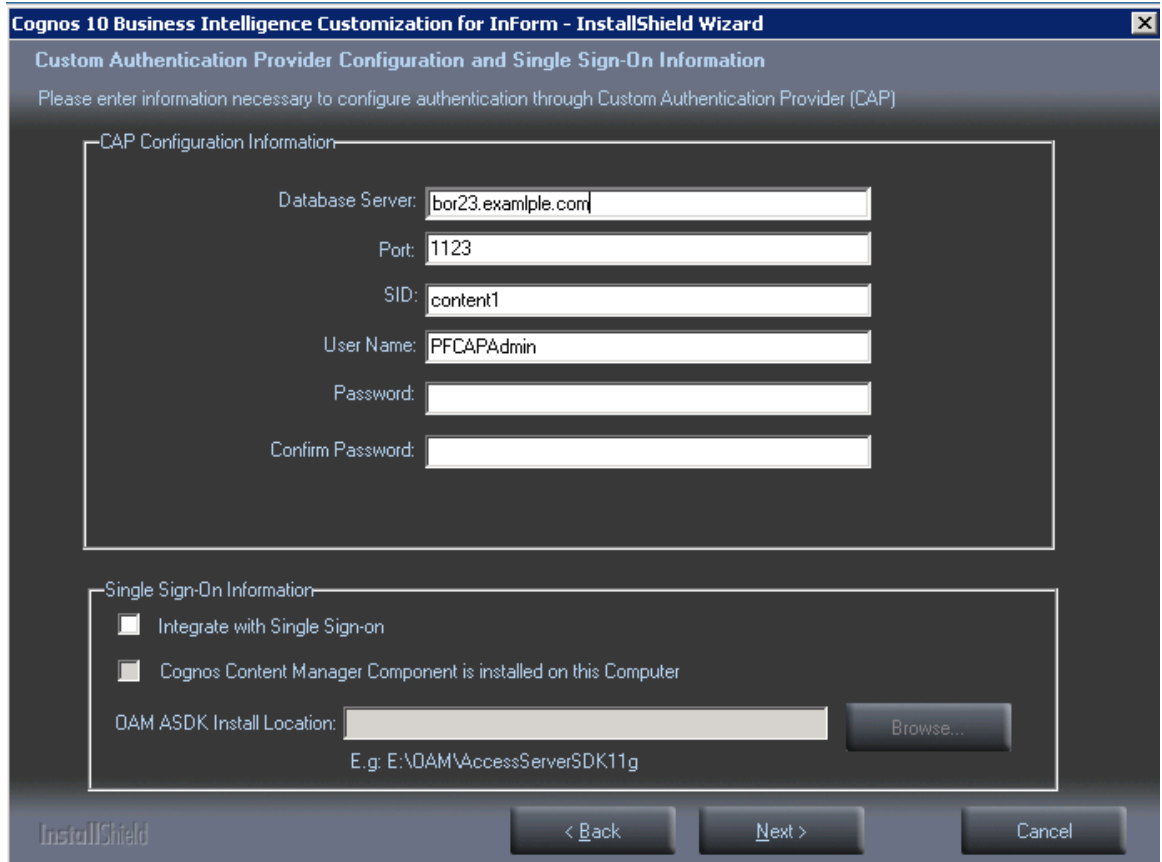 Cognos 10 Business Intelligence Customization for InForm - InstallShield Wizard
Custom Authentication Provider Configuration and Single Sign-On Information
Please enter information necessary to configure authentication through Custom Authentication Provider (CAP)
CAP Configuration Information
Database Server: bor23.examlple.com
Port: 1123
SID: content1
User Name: PFCAPAdmin
Password:
Confirm Password:
Single Sign-On Information
Integrate with Single Sign-on
Cognos Content Manager Component is installed on this Computer
OAM ASDK Install Location: Browse...
E.g: E:\OAM\AccessServerSDK11g
InstallShield < Back Next > Cancel